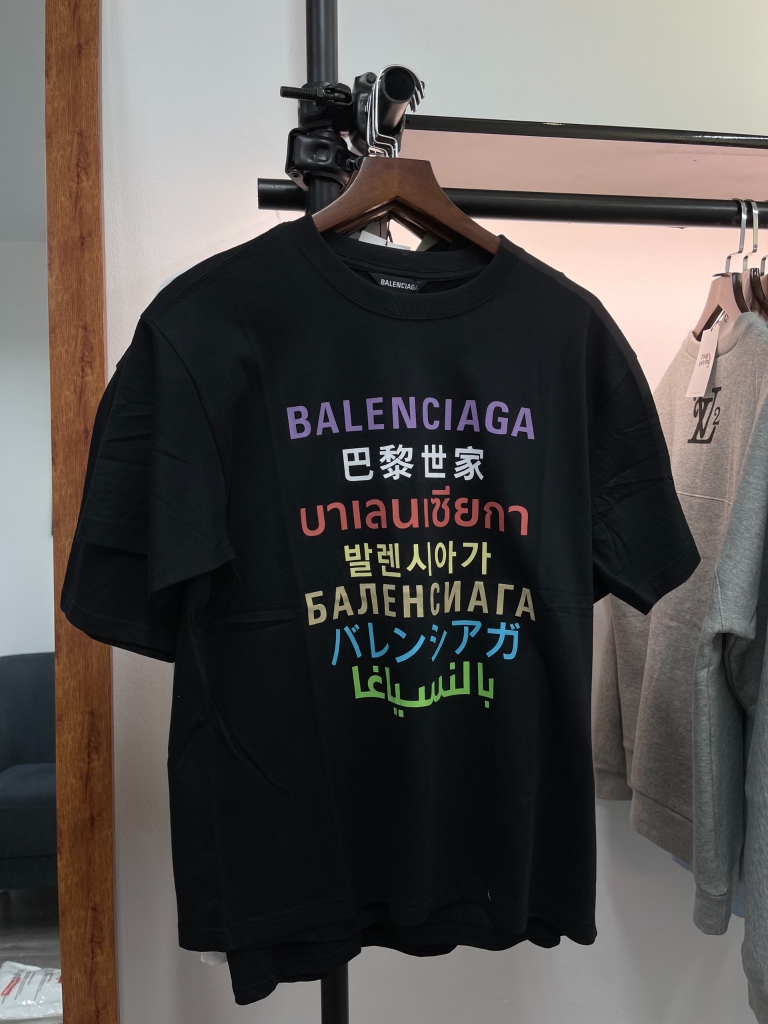 BALENCIAGA
BALENCIAGA
巴黎世家
บาเลนเซียกา
발렌시아가
БАЛЕНСИАГА
バレンシアガ
بالنسياغا